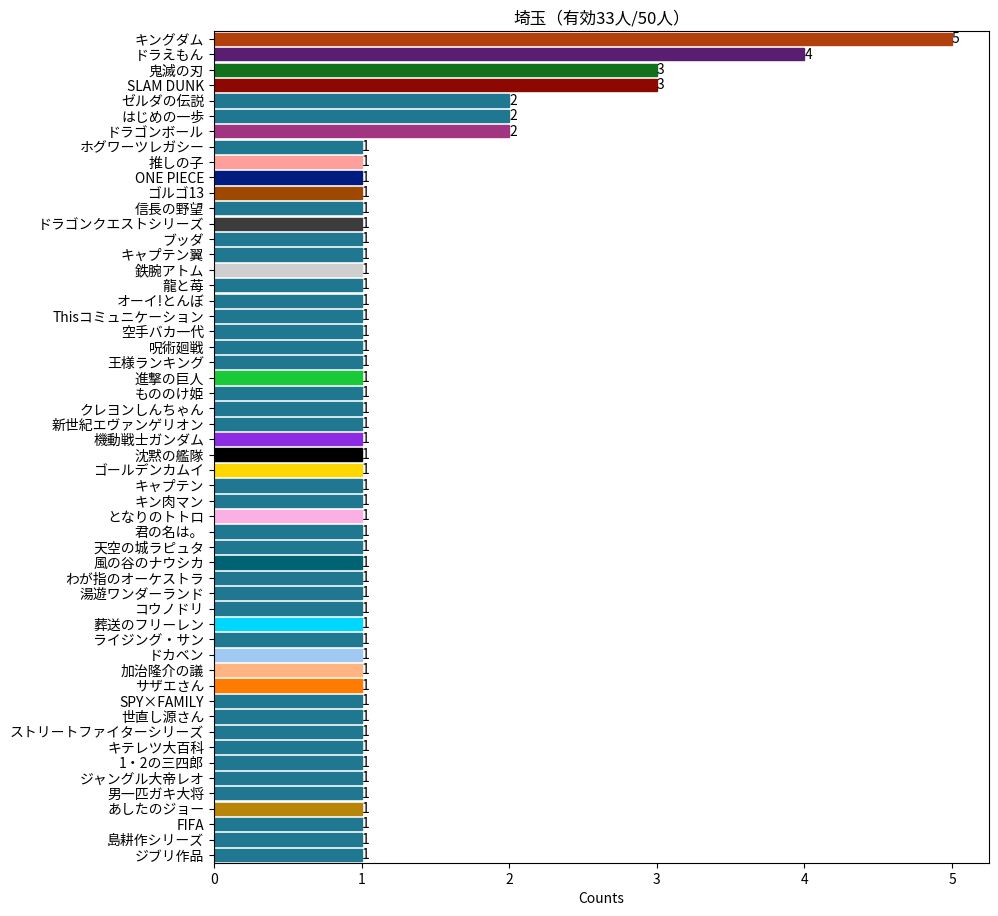 埼玉（有効33人/50人）
キングダム 5
ドラえもん 4
鬼滅の刃 3
SLAM DUNK 3
ゼルダの伝説 2
はじめの一歩 2
ドラゴンボール 2
ホグワーツレガシー 1
推しの子 1
ONE PIECE 1
ゴルゴ13 1
信長の野望 1
ドラゴンクエストシリーズ 1
ブッダ 1
キャプテン翼 1
鉄腕アトム 1
龍と苺 1
オーイ!とんぼ 1
Thisコミュニケーション 1
空手バカ一代 1
呪術廻戦 1
王様ランキング 1
進撃の巨人 1
もののけ姫 1
クレヨンしんちゃん 1
新世紀エヴァンゲリオン 1
機動戦士ガンダム 1
沈黙の艦隊 1
ゴールデンカムイ 1
キャプテン 1
キン肉マン 1
となりのトトロ 1
君の名は。 1
天空の城ラピュタ 1
風の谷のナウシカ 1
わが指のオーケストラ 1
湯遊ワンダーランド 1
コウノドリ 1
葬送のフリーレン 1
ライジング・サン 1
ドカベン 1
加治隆介の議 1
サザエさん 1
SPY×FAMILY 1
世直し源さん 1
ストリートファイターシリーズ 1
キテレツ大百科 1
1・2の三四郎 1
ジャングル大帝レオ 1
男一匹ガキ大将 1
あしたのジョー 1
FIFA 1
島耕作シリーズ 1
ジブリ作品 1
0 1 2 3 4 5
Counts